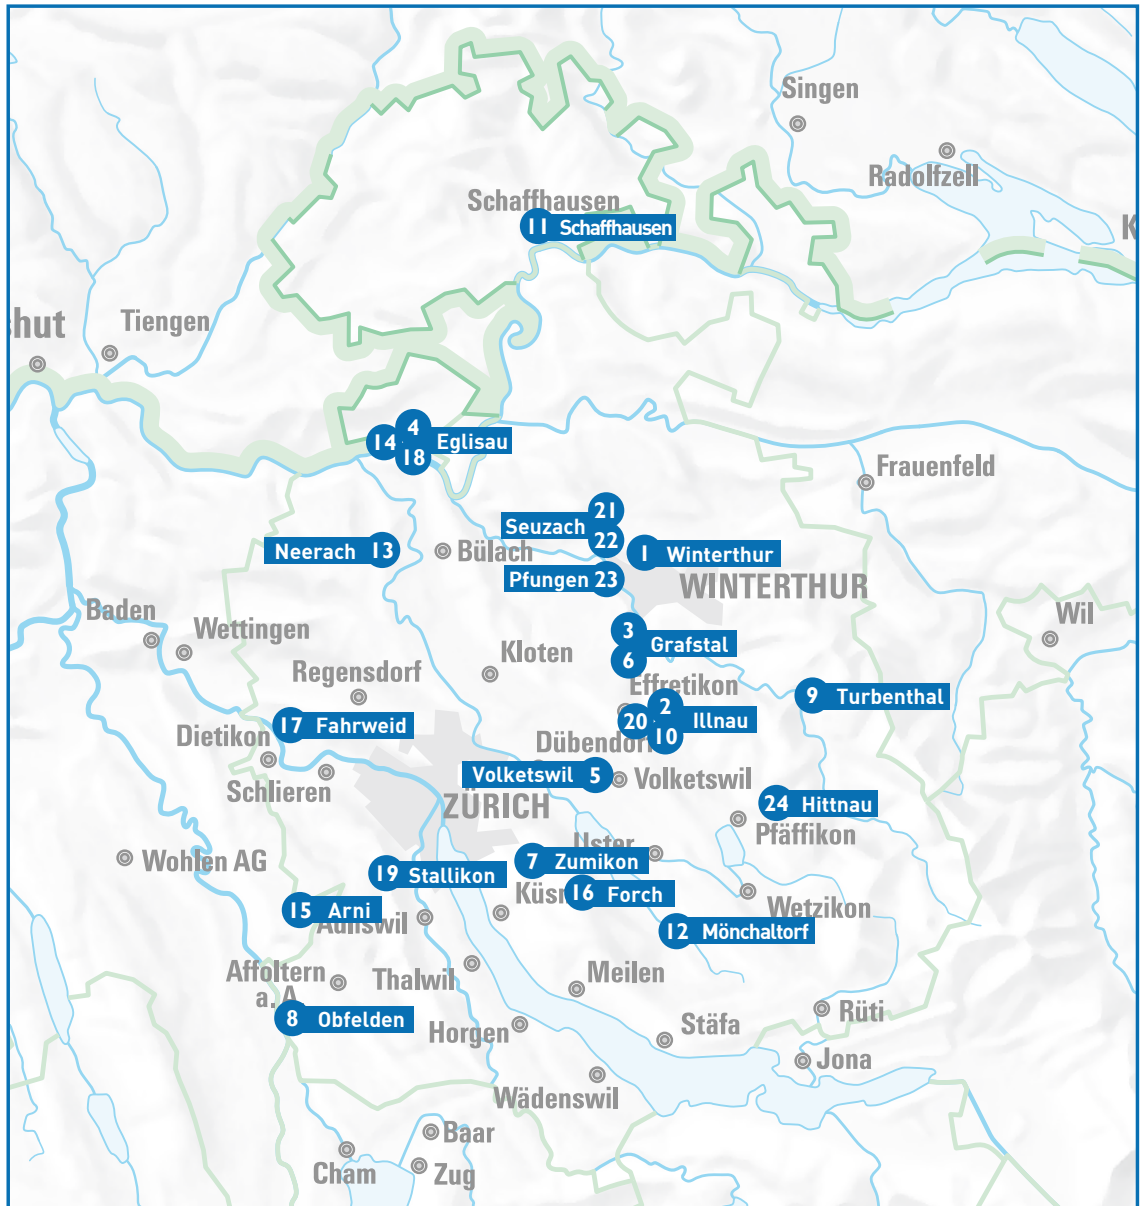 Singen
Radolfzell
Schaffhausen
11 Schaffhausen
K
hut
Tiengen
4
14 Eglisau
18
Frauenfeld
21
Seuzach
22
Neerach 13
Bülach
1 Winterthur
Pfungen 23
WINTERTHUR
Baden
Wettingen
3
Grafstal
6
Wil
Kloten
Regensdorf
Effretikon
9 Turbenthal
2
20 Illnau
10
17 Fahrweid
Dietikon
Dübendorf
Volketswil 5
Volketswil
Schlieren
ZÜRICH
24 Hittnau
Pfäffikon
Uster
Wohlen AG
7 Zumikon
19 Stallikon
Küsn
16 Forch
Wetzikon
15 Arni
Adliswil
12 Mönchaltorf
Affoltern
a. A
Thalwil
Meilen
8 Obfelden
Rüti
Horgen
Stäfa
Jona
Wädenswil
Baar
Cham
Zug